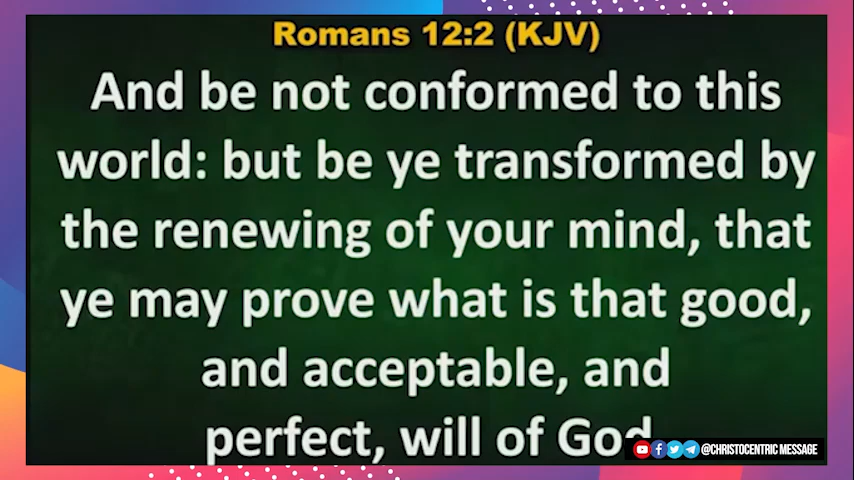 Romans 12:2 (KJV)
And be not conformed to this
world: but be ye transformed by
the renewing of your mind, that
ye may prove what is that good,
and acceptable, and
perfect, will of God
@CHRISTOCENTRIC MESSAGE